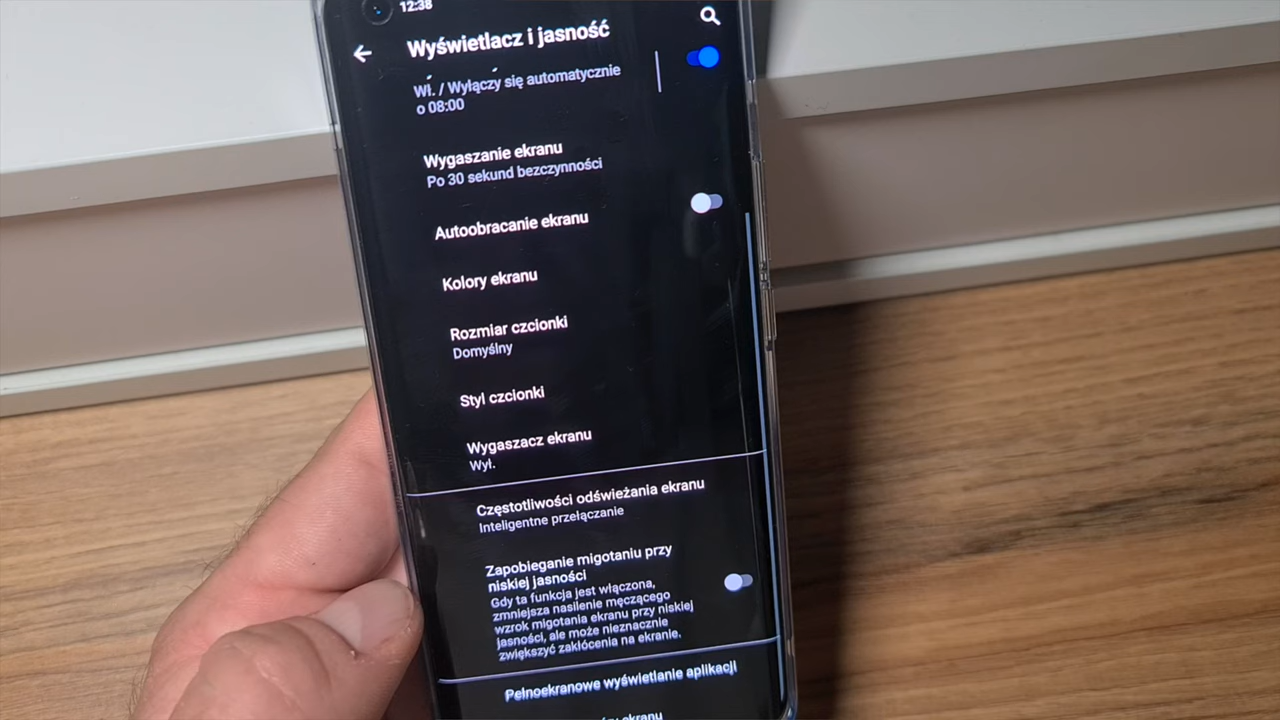 12:38
Wyświetlacz i jasność
Wł. / Wyłączy się automatycznie
o 08:00
Wygaszanie ekranu
Po 30 sekund bezczynności
Autoobracanie ekranu
Kolory ekranu
Rozmiar czcionki
Domyślny
Styl czcionki
Wygaszacz ekranu
Wył.
Częstotliwości odświeżania ekranu
Inteligentne przełączanie
Zapobieganie migotaniu przy
niskiej jasności
Gdy ta funkcja jest włączona,
zmniejsza nasilenie męczącego
wzrok migotania ekranu przy niskiej
jasności, ale może nieznacznie
zwiększyć zakłócenia na ekranie.
Pełnoekranowe wyświetlanie aplikacji
ekranu